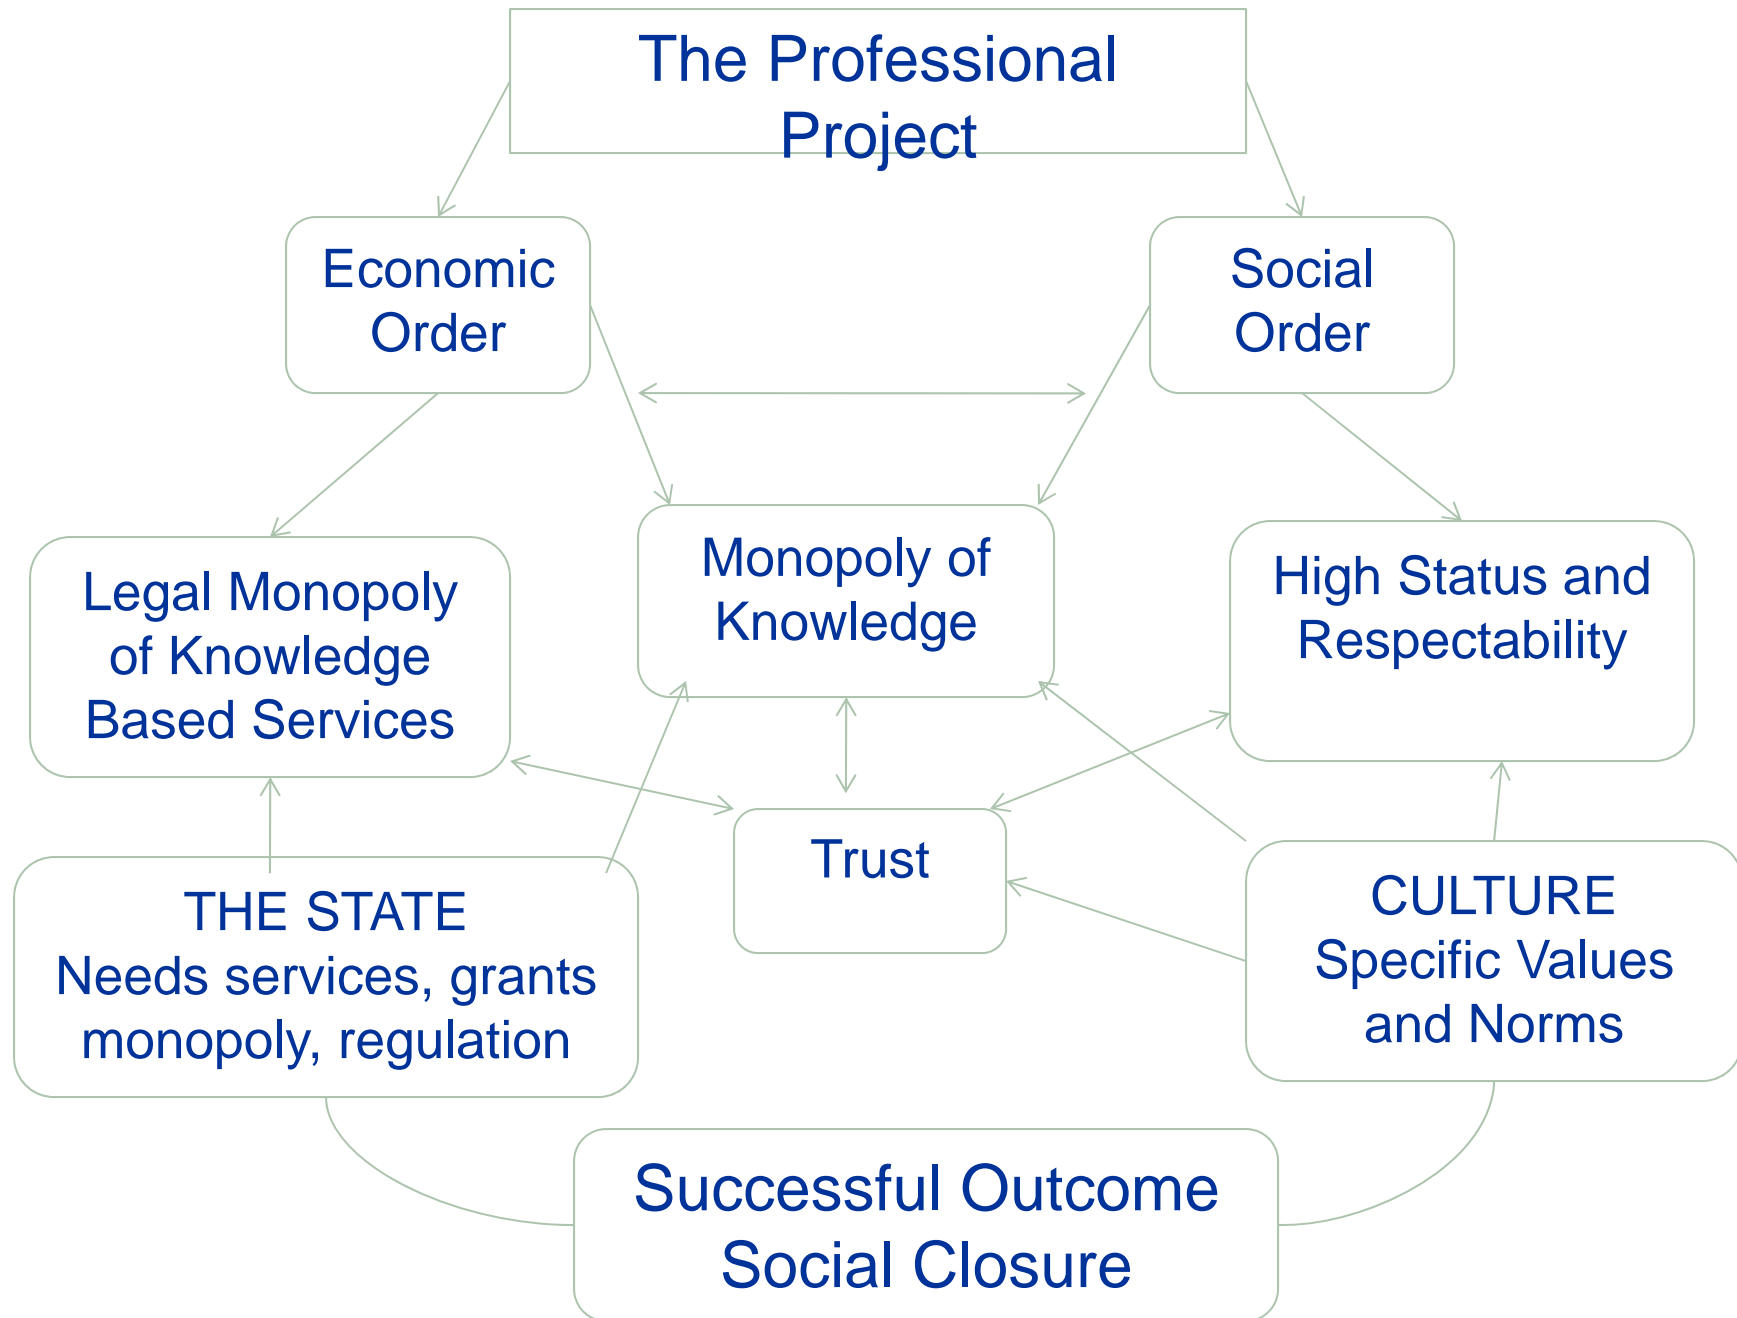 The Professional
Project
Economic
Order
Social
Order
Legal Monopoly
of Knowledge
Based Services
Monopoly of
Knowledge
High Status and
Respectability
Trust
THE STATE
Needs services, grants
monopoly, regulation
CULTURE
Specific Values
and Norms
Successful Outcome
Social Closure